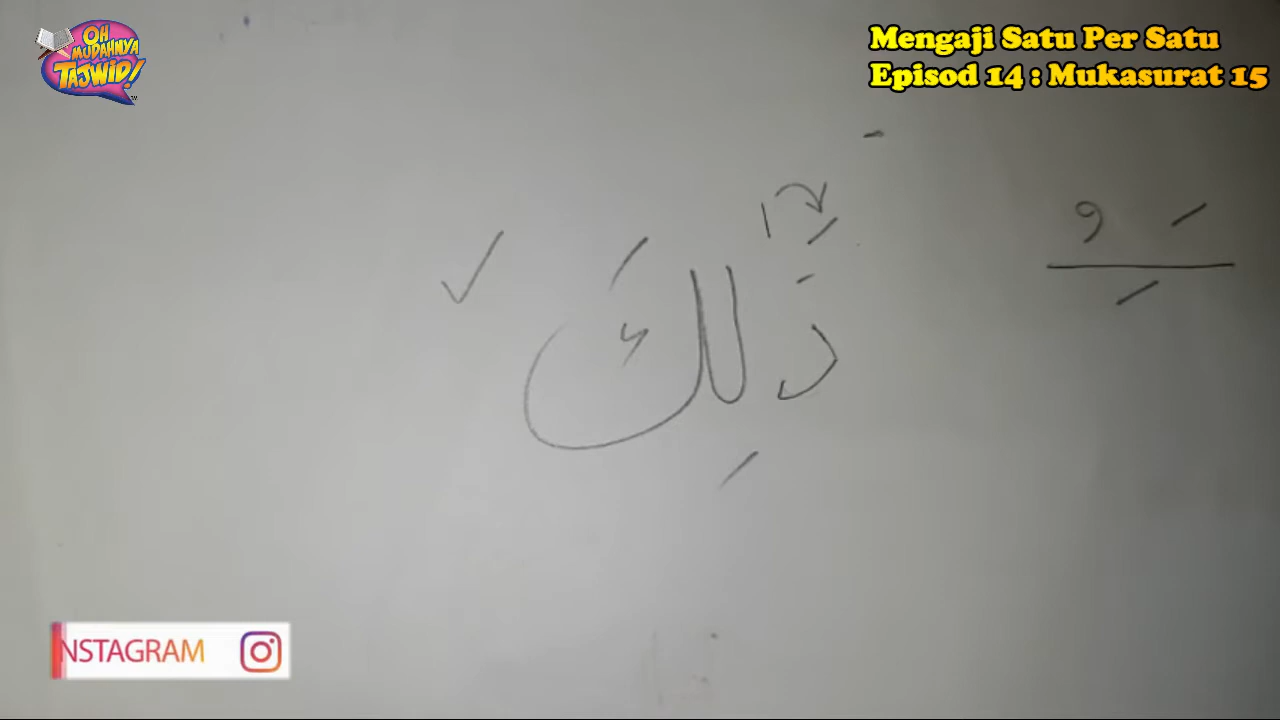 OH
MUDAHNYA
TAJWID!
Mengaji Satu Per Satu
Episod 14 : Mukasurat 15
ذَٰلِكَ
NSTAGRAM